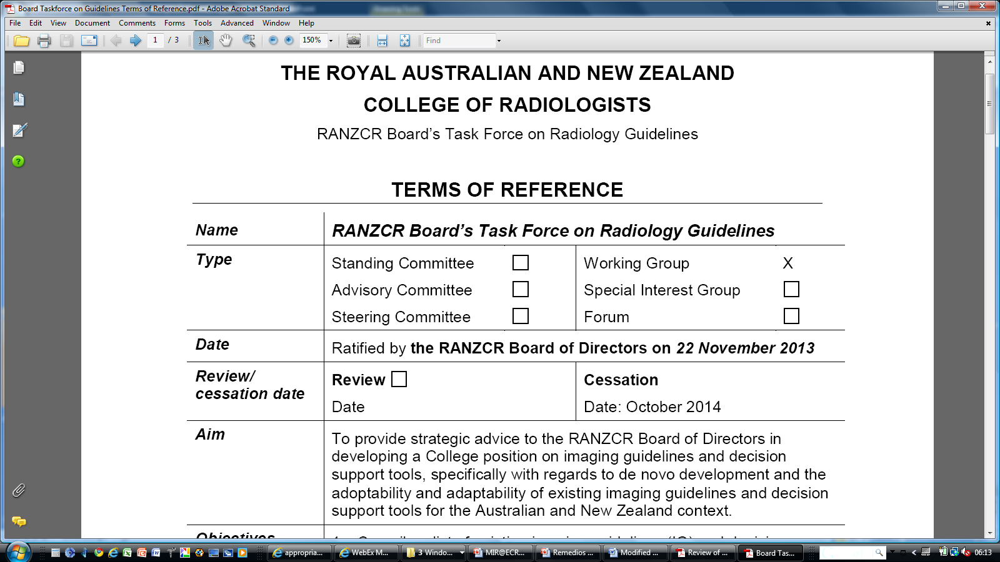 Board Taskforce on Guidelines Terms of Reference.pdf - Adobe Acrobat Standard
File Edit View Document Comments Forms Tools Advanced Window Help
1 / 3 150% Find
THE ROYAL AUSTRALIAN AND NEW ZEALAND
COLLEGE OF RADIOLOGISTS
RANZCR Board's Task Force on Radiology Guidelines
TERMS OF REFERENCE
Name RANZCR Board's Task Force on Radiology Guidelines
Type Standing Committee Working Group X
Advisory Committee Special Interest Group
Steering Committee Forum
Date Ratified by the RANZCR Board of Directors on 22 November 2013
Review/ Review Cessation
cessation date Date Date: October 2014
Aim To provide strategic advice to the RANZCR Board of Directors in
developing a College position on imaging guidelines and decision
support tools, specifically with regards to de novo development and the
adoptability and adaptability of existing imaging guidelines and decision
support tools for the Australian and New Zealand context.
Objectives
appropria... WebEx M... 3 Windo... MIR@ECR... Remedios ... Modified ... Review of ... Board Tas... 06:13